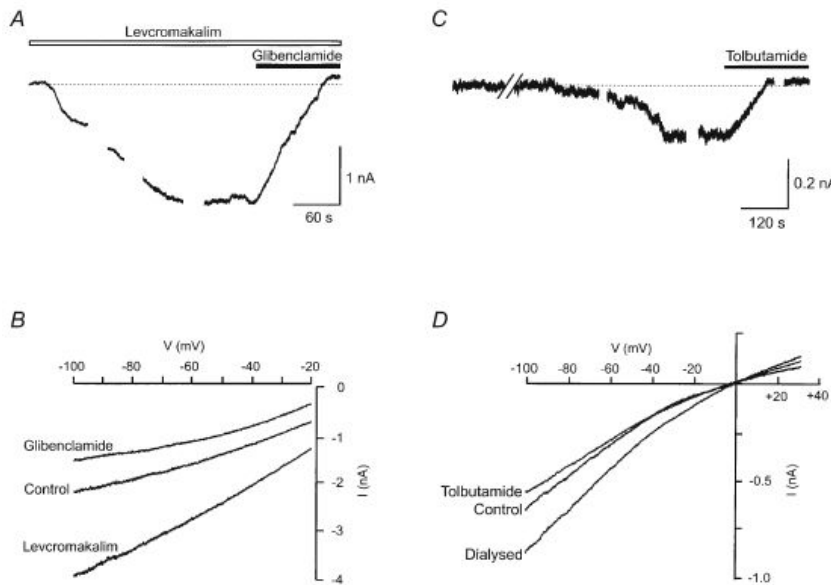 A
Levcromakalim
Glibenclamide
1 nA
60 s
C
Tolbutamide
0.2 nA
120 s
B
V (mV)
-100 -80 -60 -40 -20
0
-1
-2
-3
-4
I (nA)
Glibenclamide
Control
Levcromakalim
D
V (mV)
-100 -80 -60 -40 -20
+20 +40
-0.5
-1.0
I (nA)
Tolbutamide
Control
Dialysed